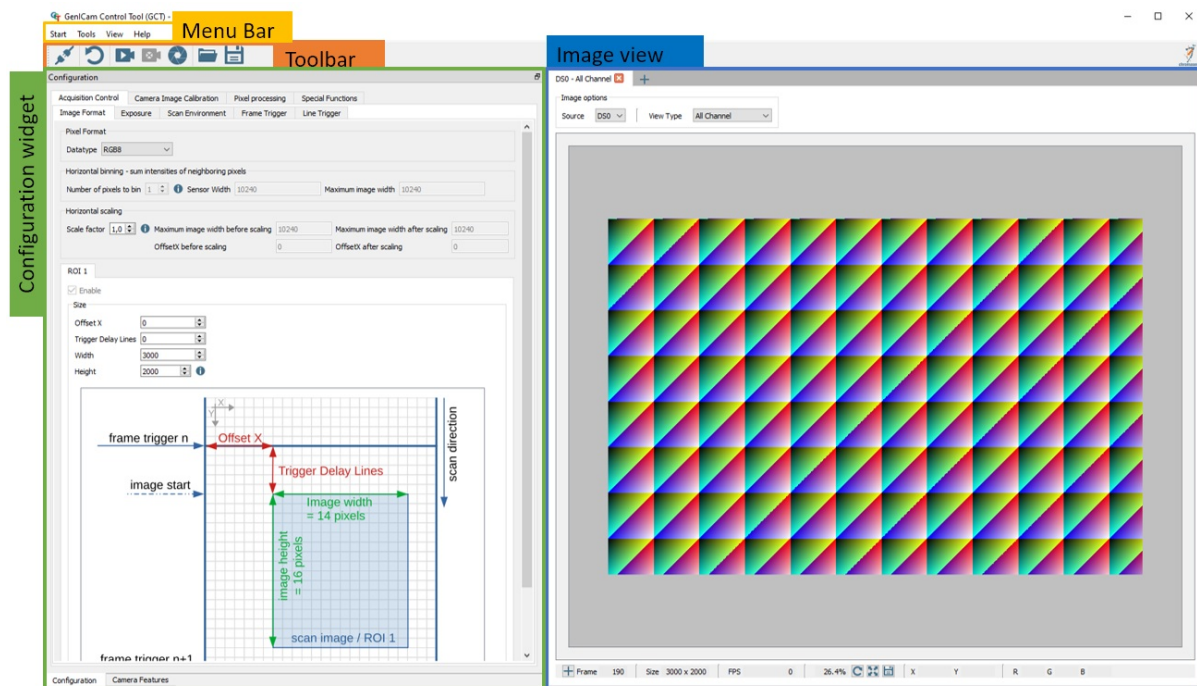 GenICam Control Tool (GCT) -
Start Tools View Help
Menu Bar
Toolbar
Image view
Configuration widget
Configuration
Acquisition Control Camera Image Calibration Pixel processing Special Functions
Image Format Exposure Scan Environment Frame Trigger Line Trigger
Pixel Format
Datatype RGB8
Horizontal binning - sum intensities of neighboring pixels
Number of pixels to bin 1 Sensor Width 10240 Maximum image width 10240
Horizontal scaling
Scale factor 1,0 Maximum image width before scaling 10240 Maximum image width after scaling 10240
OffsetX before scaling 0 OffsetX after scaling 0
ROI 1
Enable
Size
Offset X 0
Trigger Delay Lines 0
Width 3000
Height 2000
X
Y
frame trigger n
Offset X
scan direction
Trigger Delay Lines
image start
Image width
= 14 pixels
image height
= 16 pixels
scan image / ROI 1
frame trigger n+1
Configuration Camera Features
DS0 - All Channel
Image options
Source DS0 View Type All Channel
Frame 190 Size 3000 x 2000 FPS 0 26.4% X Y R G B